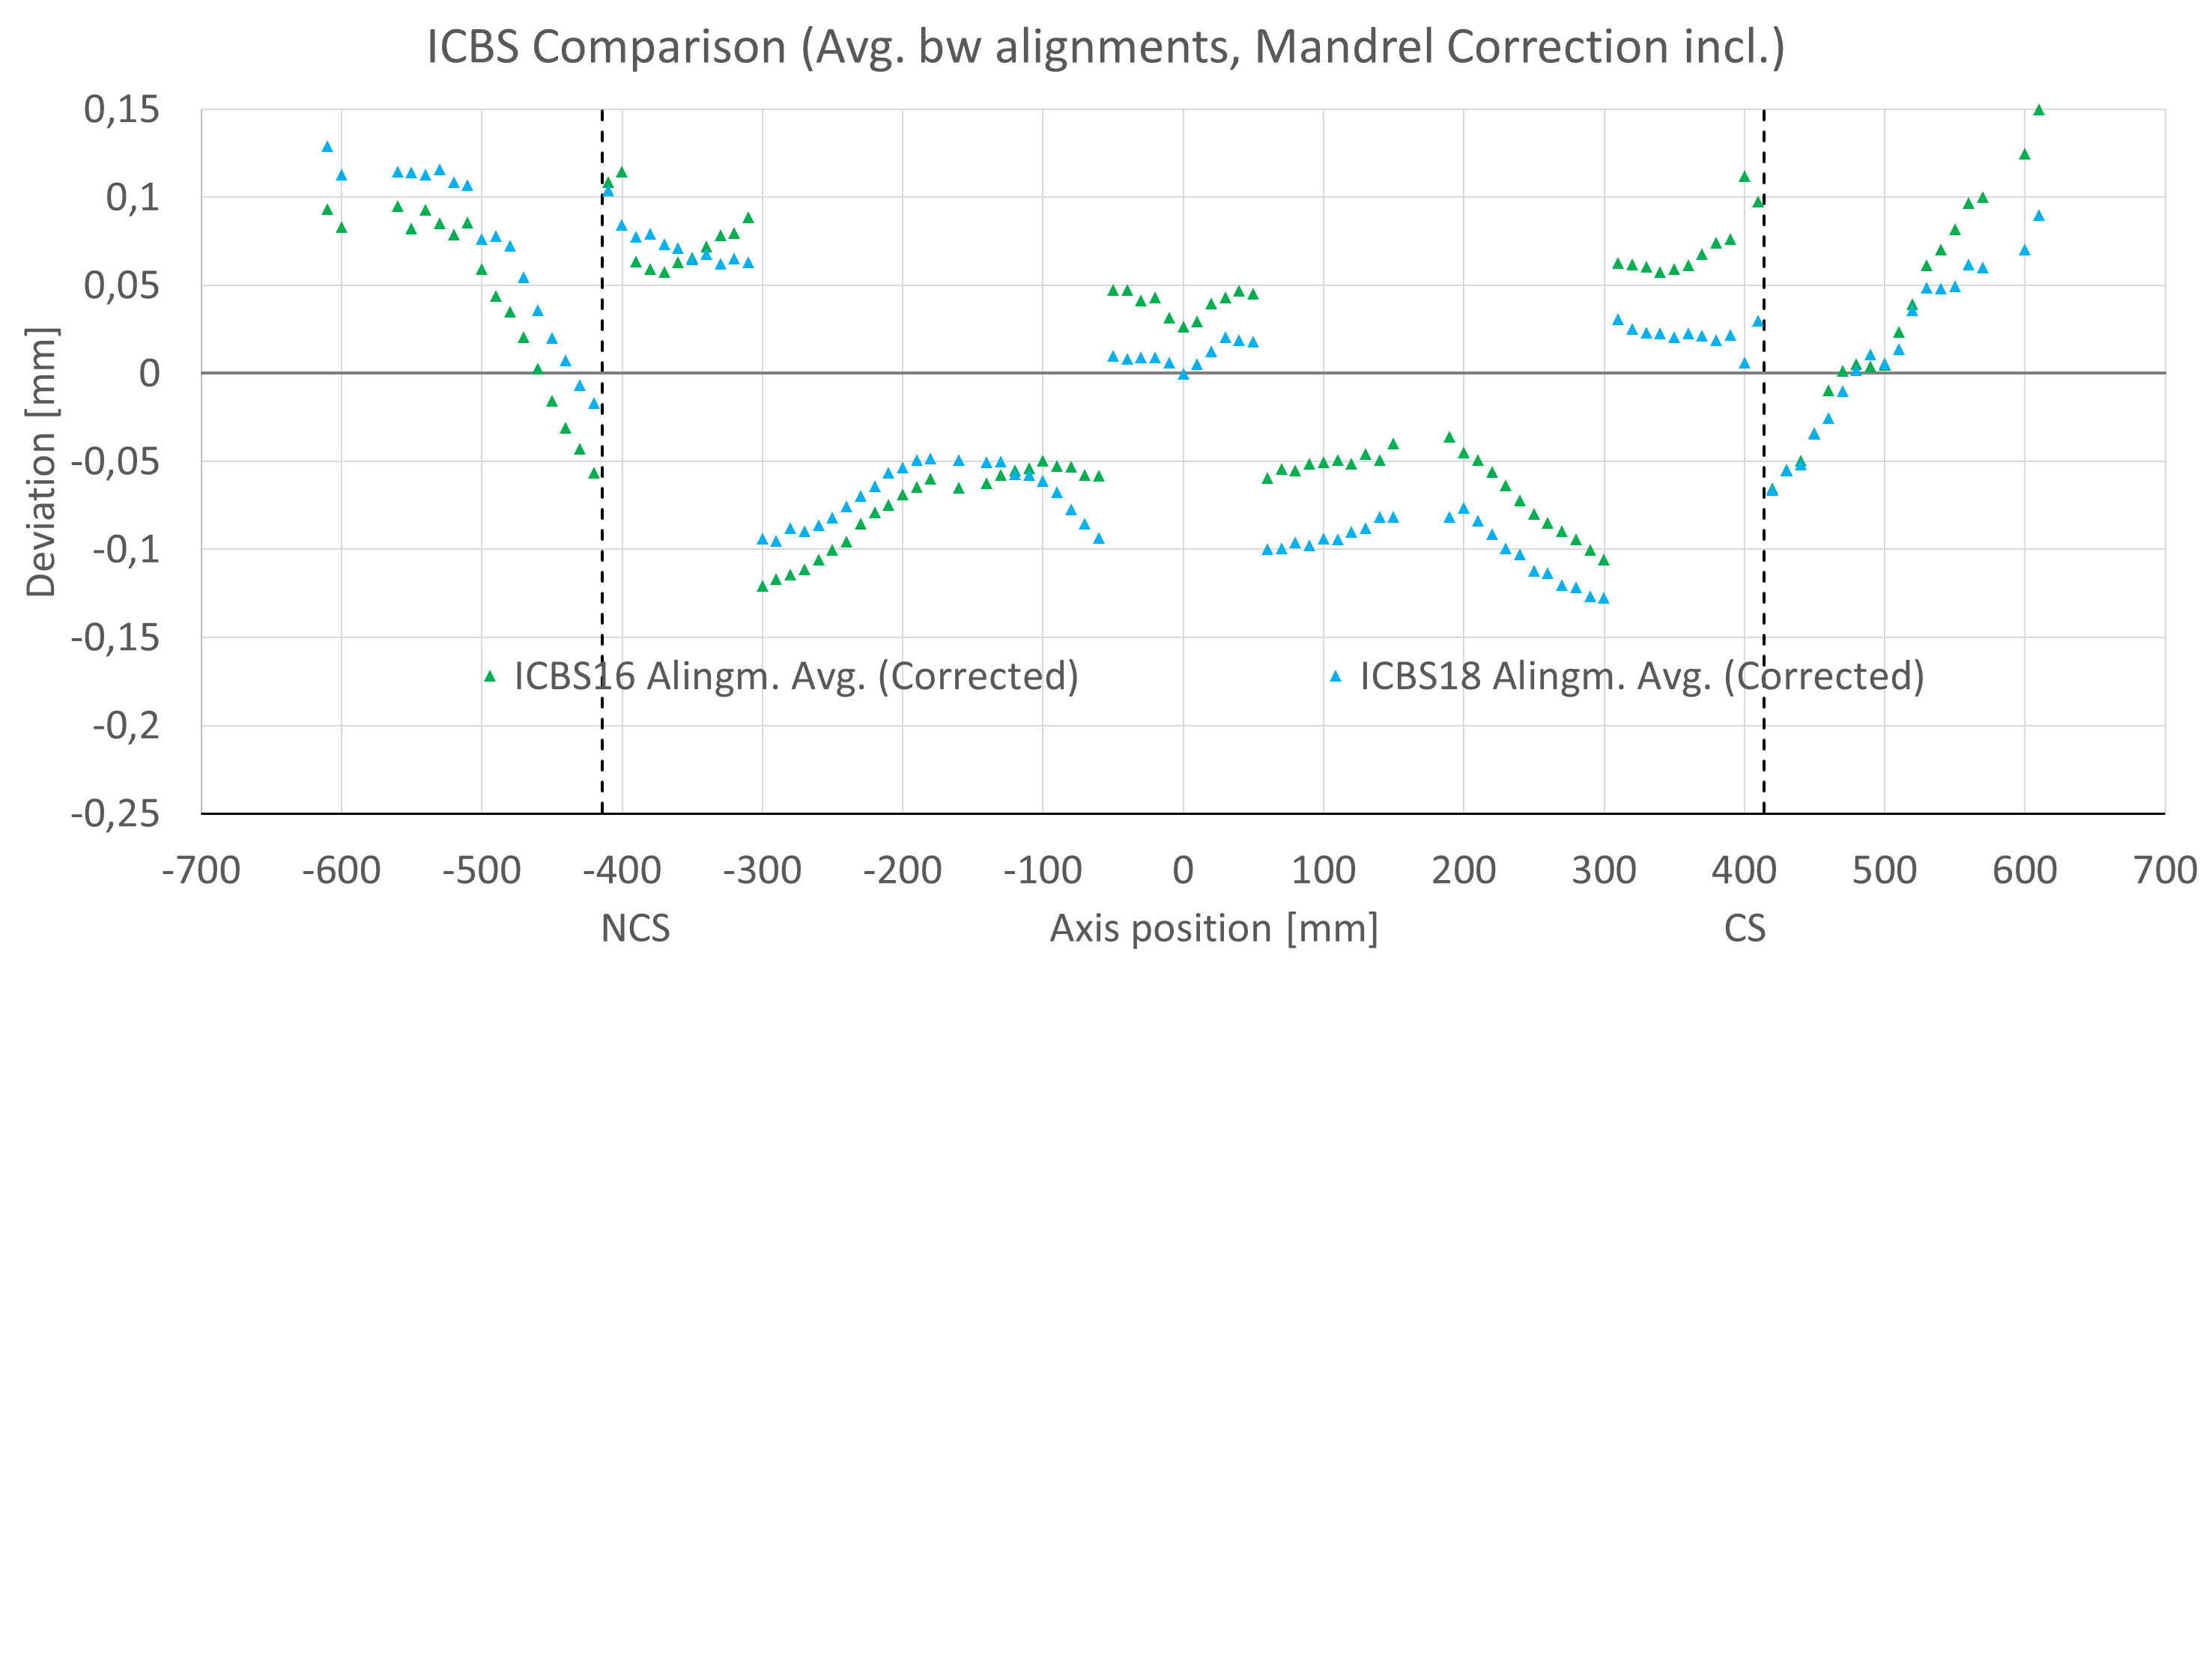 ICBS Comparison (Avg. bw alignments, Mandrel Correction incl.)
0,15
0,1
0,05
0
-0,05
-0,1
-0,15
-0,2
-0,25
Deviation [mm]
ICBS16 Alingm. Avg. (Corrected) ICBS18 Alingm. Avg. (Corrected)
-700 -600 -500 -400 -300 -200 -100 0 100 200 300 400 500 600 700
NCS Axis position [mm] CS